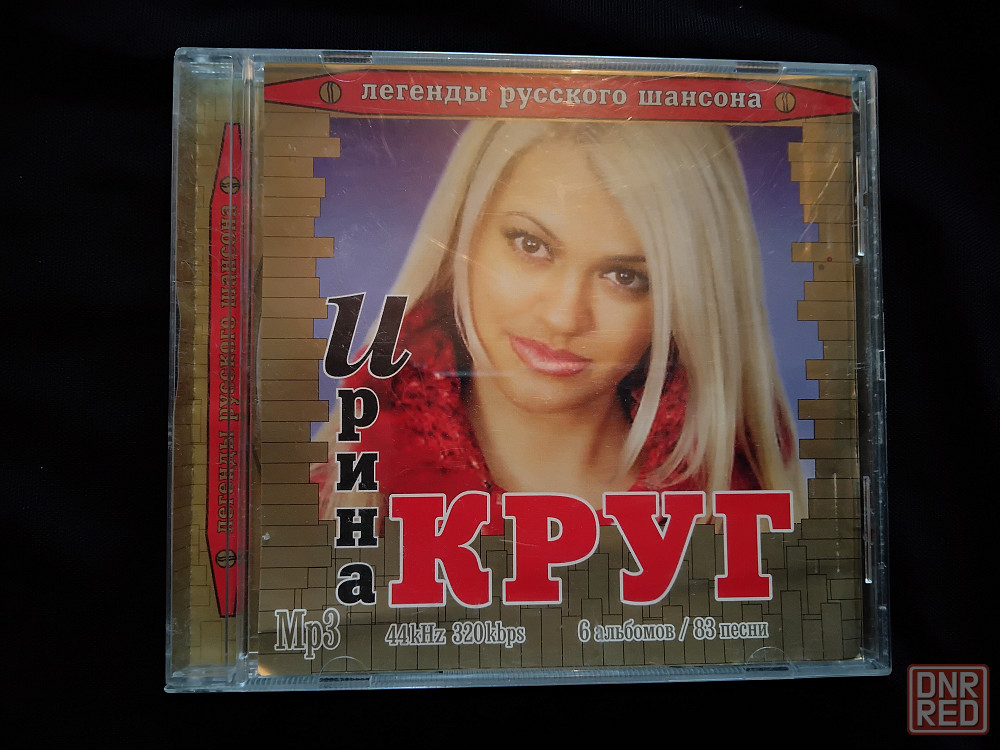 легенды русского шансона
легенды русского шансона
Ирина
КРУГ
Mp3
44kHz 320kbps
6 альбомов / 83 песни
DNR
RED